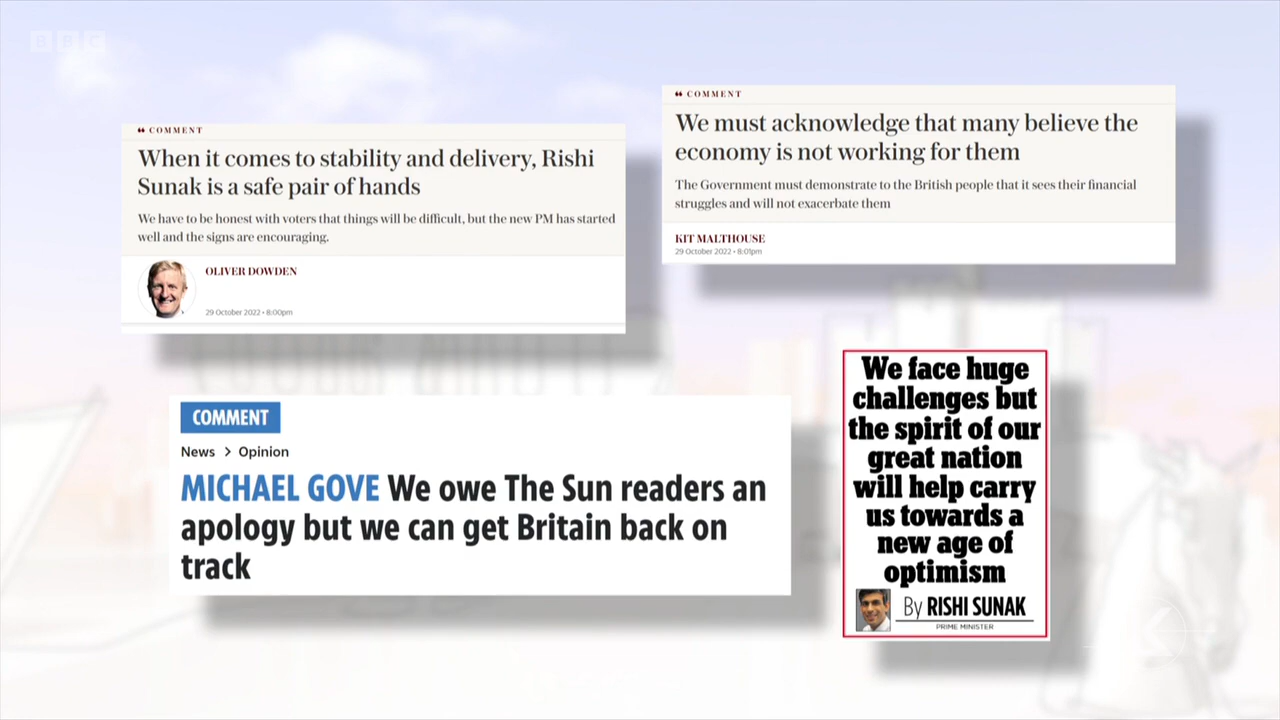 BBC
❝ COMMENT
When it comes to stability and delivery, Rishi
Sunak is a safe pair of hands
We have to be honest with voters that things will be difficult, but the new PM has started
well and the signs are encouraging.
OLIVER DOWDEN
29 October 2022 • 8:00pm
❝ COMMENT
We must acknowledge that many believe the
economy is not working for them
The Government must demonstrate to the British people that it sees their financial
struggles and will not exacerbate them
KIT MALTHOUSE
29 October 2022 • 8:01pm
COMMENT
News > Opinion
MICHAEL GOVE We owe The Sun readers an
apology but we can get Britain back on
track
We face huge
challenges but
the spirit of our
great nation
will help carry
us towards a
new age of
optimism
By RISHI SUNAK
PRIME MINISTER